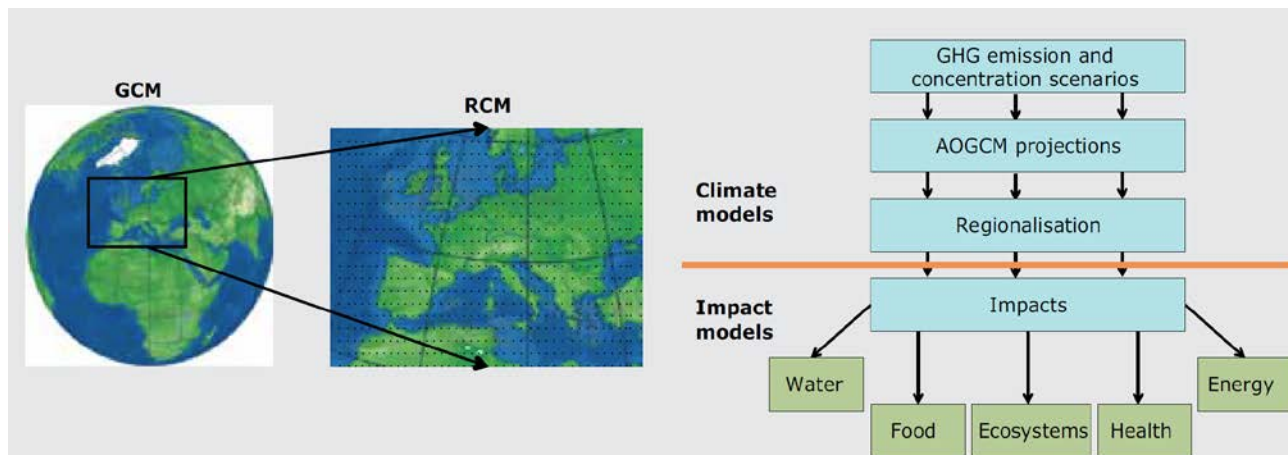 GCM
RCM
GHG emission and
concentration scenarios
AOGCM projections
Climate
models
Regionalisation
Impact
models
Impacts
Water
Energy
Food
Ecosystems
Health